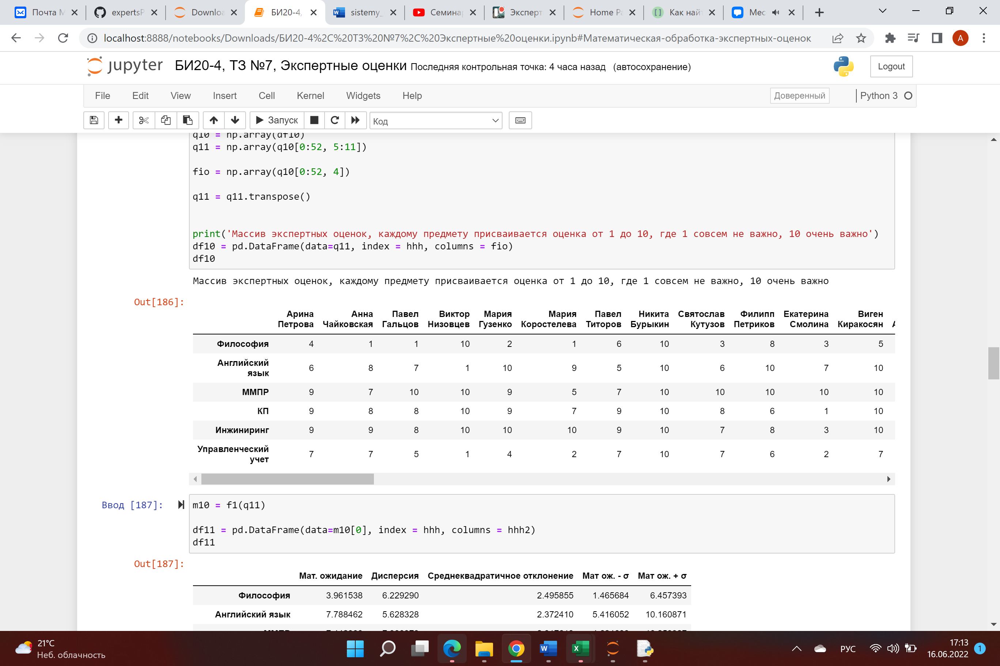 Почта М
expertsP
Downloa
БИ20-4,
sistemy_
Семина
Эксперт
Home Pa
Как най
Мес
localhost:8888/notebooks/Downloads/БИ20-4%2C%20ТЗ%20№7%2C%20Экспертные%20оценки.ipynb#Математическая-обработка-экспертных-оценок
A
jupyter БИ20-4, ТЗ №7, Экспертные оценки Последняя контрольная точка: 4 часа назад (автосохранение)
Logout
File Edit View Insert Cell Kernel Widgets Help
Доверенный
Python 3
Запуск
Код
q10 = np.array(df10)
q11 = np.array(q10[0:52, 5:11])
fio = np.array(q10[0:52, 4])
q11 = q11.transpose()
print('Массив экспертных оценок, каждому предмету присваивается оценка от 1 до 10, где 1 совсем не важно, 10 очень важно')
df10 = pd.DataFrame(data=q11, index = hhh, columns = fio)
df10
Массив экспертных оценок, каждому предмету присваивается оценка от 1 до 10, где 1 совсем не важно, 10 очень важно
Out[186]:
Арина Анна Павел Виктор Мария Мария Павел Никита Святослав Филипп Екатерина Виген
Петрова Чайковская Гальцов Низовцев Гузенко Коростелева Титоров Бурыкин Кутузов Петриков Смолина Киракосян
Философия 4 1 1 10 2 1 6 10 3 8 3 5
Английский
язык 6 8 7 1 10 9 5 10 6 10 7 10
ММПР 9 7 10 10 9 5 7 10 10 10 10 10
КП 9 8 8 10 9 7 9 10 8 6 1 10
Инжиниринг 9 9 8 10 10 10 9 10 7 8 3 10
Управленческий
учет 7 7 5 1 4 2 7 10 7 6 2 7
Ввод [187]:
m10 = f1(q11)
df11 = pd.DataFrame(data=m10[0], index = hhh, columns = hhh2)
df11
Out[187]:
Мат. ожидание Дисперсия Среднеквадратичное отклонение Мат ож. - σ Мат ож. + σ
Философия 3.961538 6.229290 2.495855 1.465684 6.457393
Английский язык 7.788462 5.628328 2.372410 5.416052 10.160871
21°C
Неб. облачность
РУС
17:13
16.06.2022
1